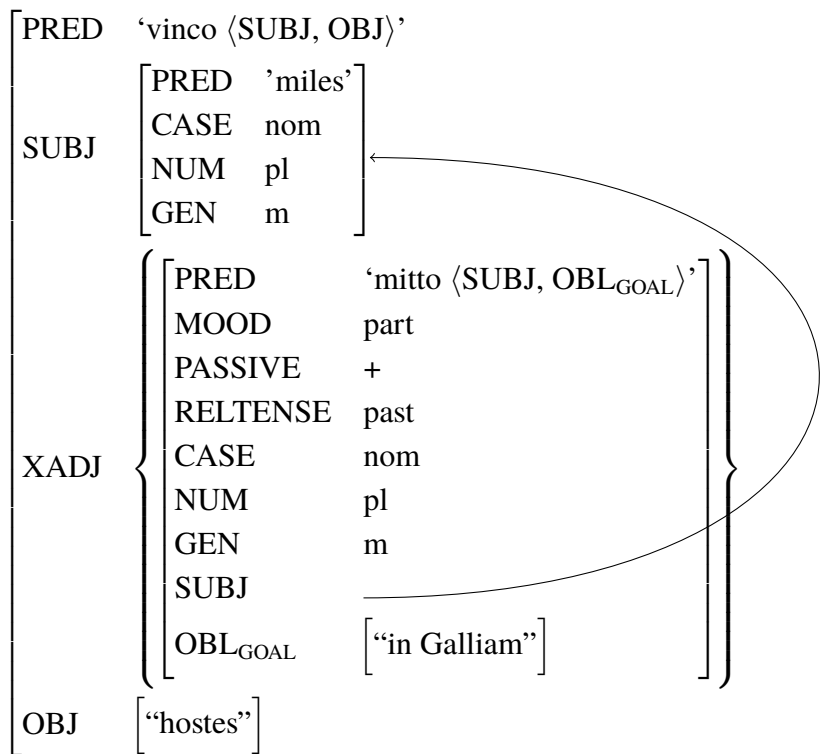 PRED ‘vinco ⟨SUBJ, OBJ⟩’
SUBJ
PRED ’miles’
CASE nom
NUM pl
GEN m
XADJ
PRED ‘mitto ⟨SUBJ, OBL_GOAL⟩’
MOOD part
PASSIVE +
RELTENSE past
CASE nom
NUM pl
GEN m
SUBJ
OBL_GOAL [“in Galliam”]
OBJ [“hostes”]